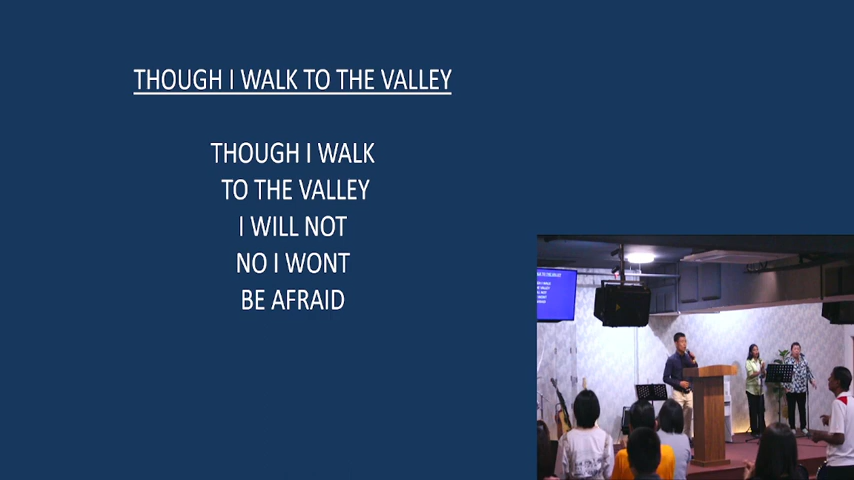 THOUGH I WALK TO THE VALLEY
THOUGH I WALK
TO THE VALLEY
I WILL NOT
NO I WONT
BE AFRAID